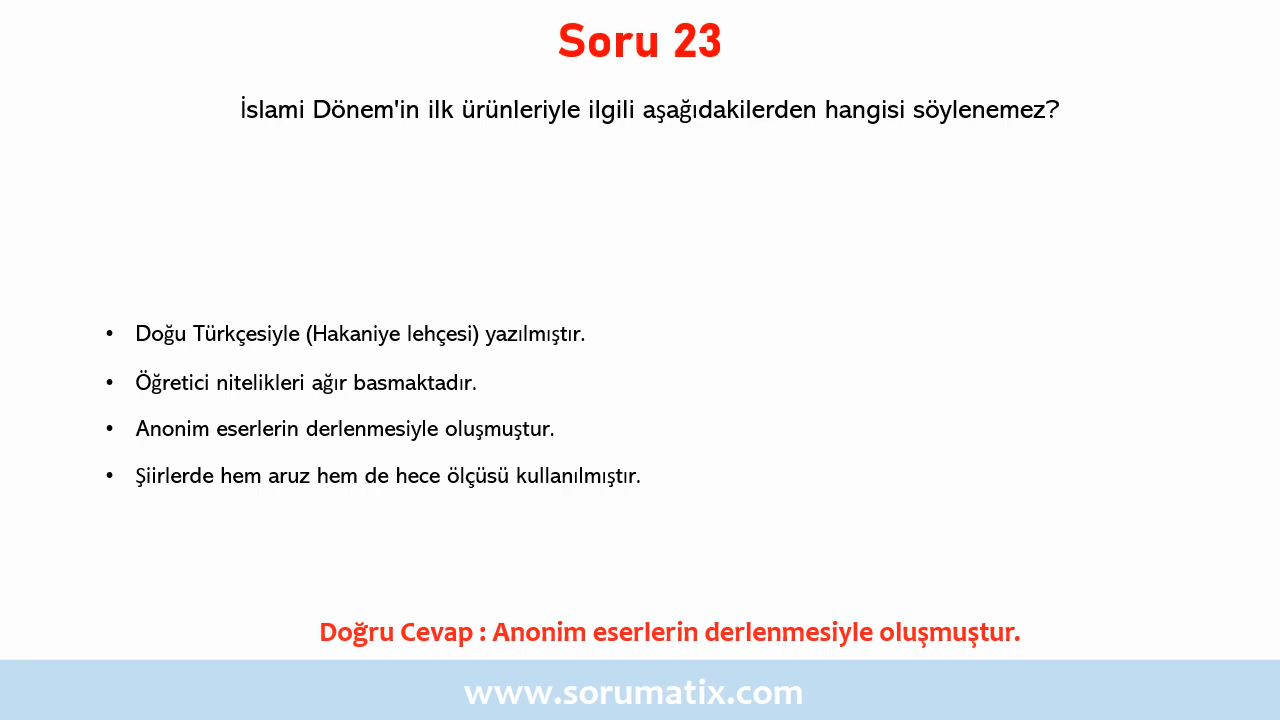 Soru 23
İslami Dönem'in ilk ürünleriyle ilgili aşağıdakilerden hangisi söylenemez?
• Doğu Türkçesiyle (Hakaniye lehçesi) yazılmıştır.
• Öğretici nitelikleri ağır basmaktadır.
• Anonim eserlerin derlenmesiyle oluşmuştur.
• Şiirlerde hem aruz hem de hece ölçüsü kullanılmıştır.
Doğru Cevap : Anonim eserlerin derlenmesiyle oluşmuştur.
www.sorumatix.com